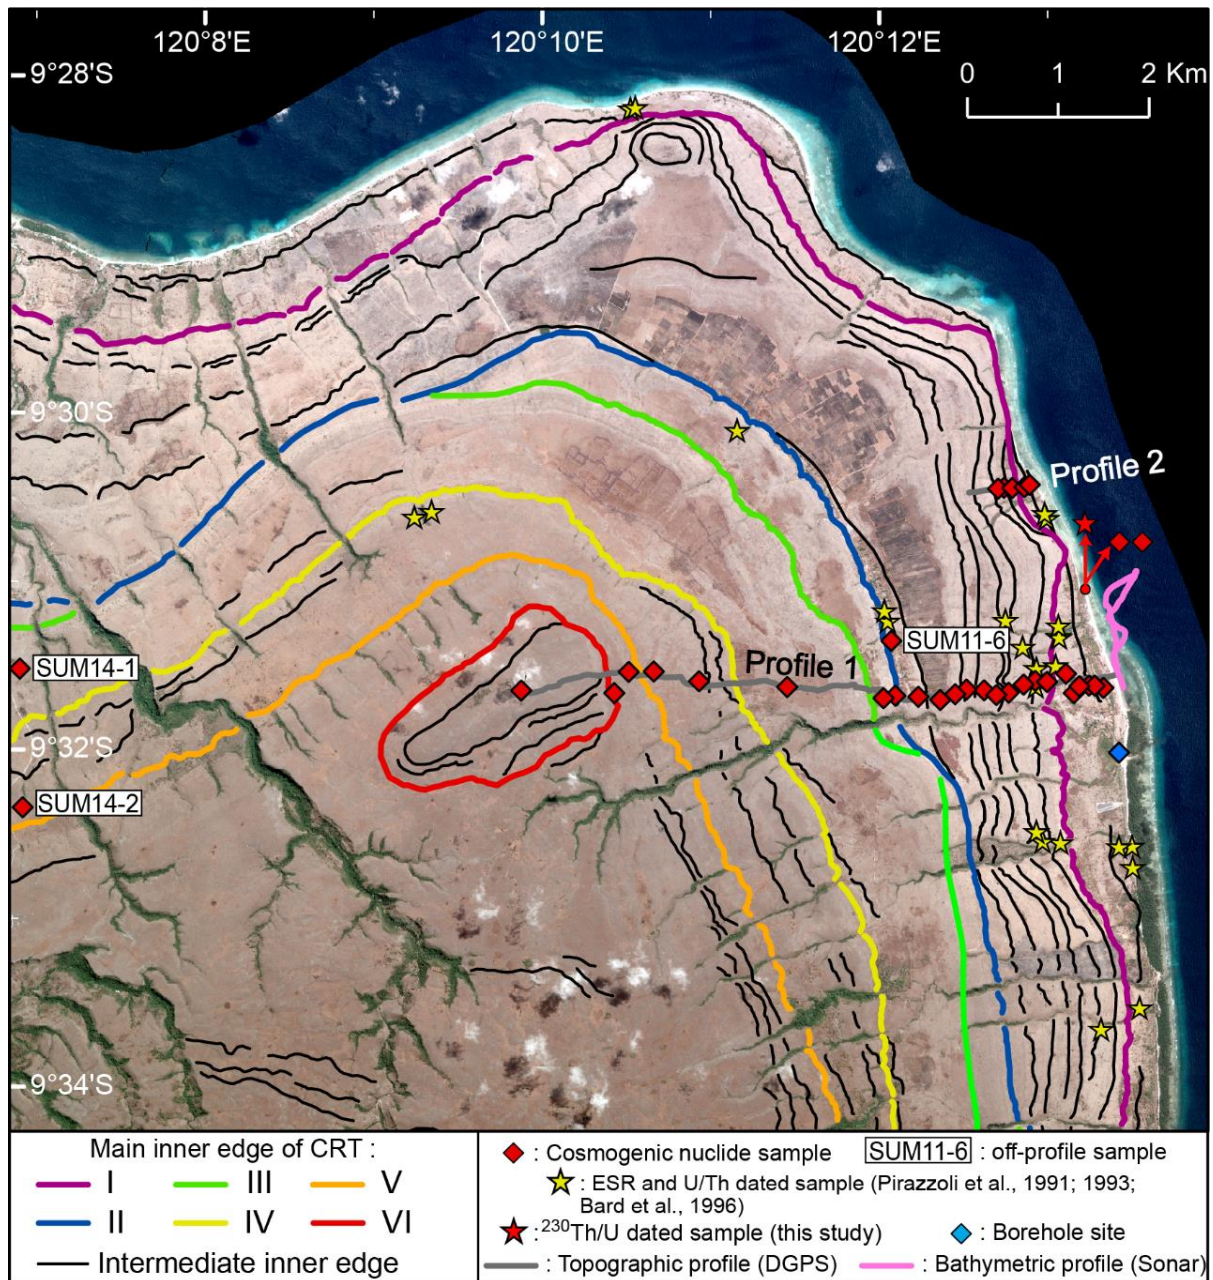 120°8'E 120°10'E 120°12'E
9°28'S
0 1 2 Km
9°30'S
Profile 2
SUM11-6
SUM14-1
Profile 1
9°32'S
SUM14-2
9°34'S
Main inner edge of CRT :
I III V
II IV VI
Intermediate inner edge
: Cosmogenic nuclide sample SUM11-6 : off-profile sample
: ESR and U/Th dated sample (Pirazzoli et al., 1991; 1993;
Bard et al., 1996)
:²³⁰Th/U dated sample (this study) : Borehole site
: Topographic profile (DGPS) : Bathymetric profile (Sonar)